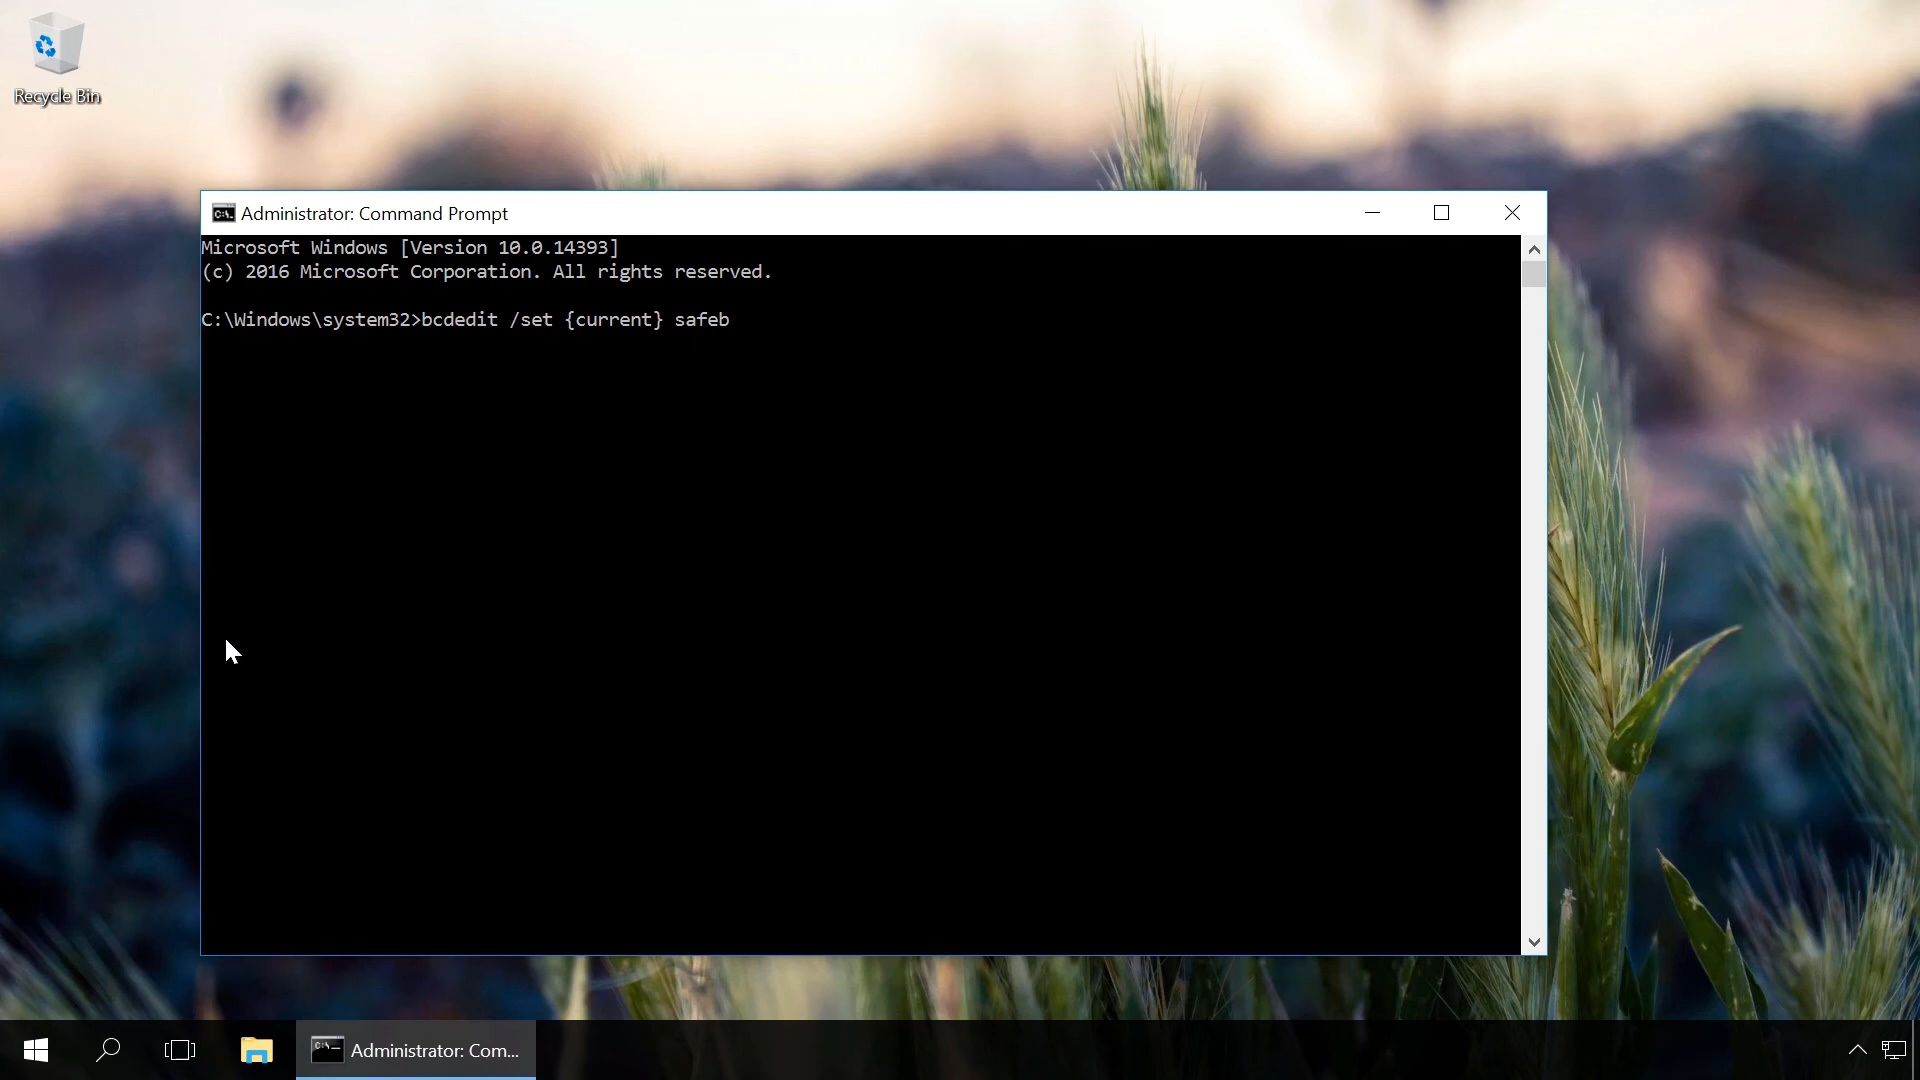 Recycle Bin
Administrator: Command Prompt
Microsoft Windows [Version 10.0.14393]
(c) 2016 Microsoft Corporation. All rights reserved.
C:\Windows\system32>bcdedit /set {current} safeb
Administrator: Com...